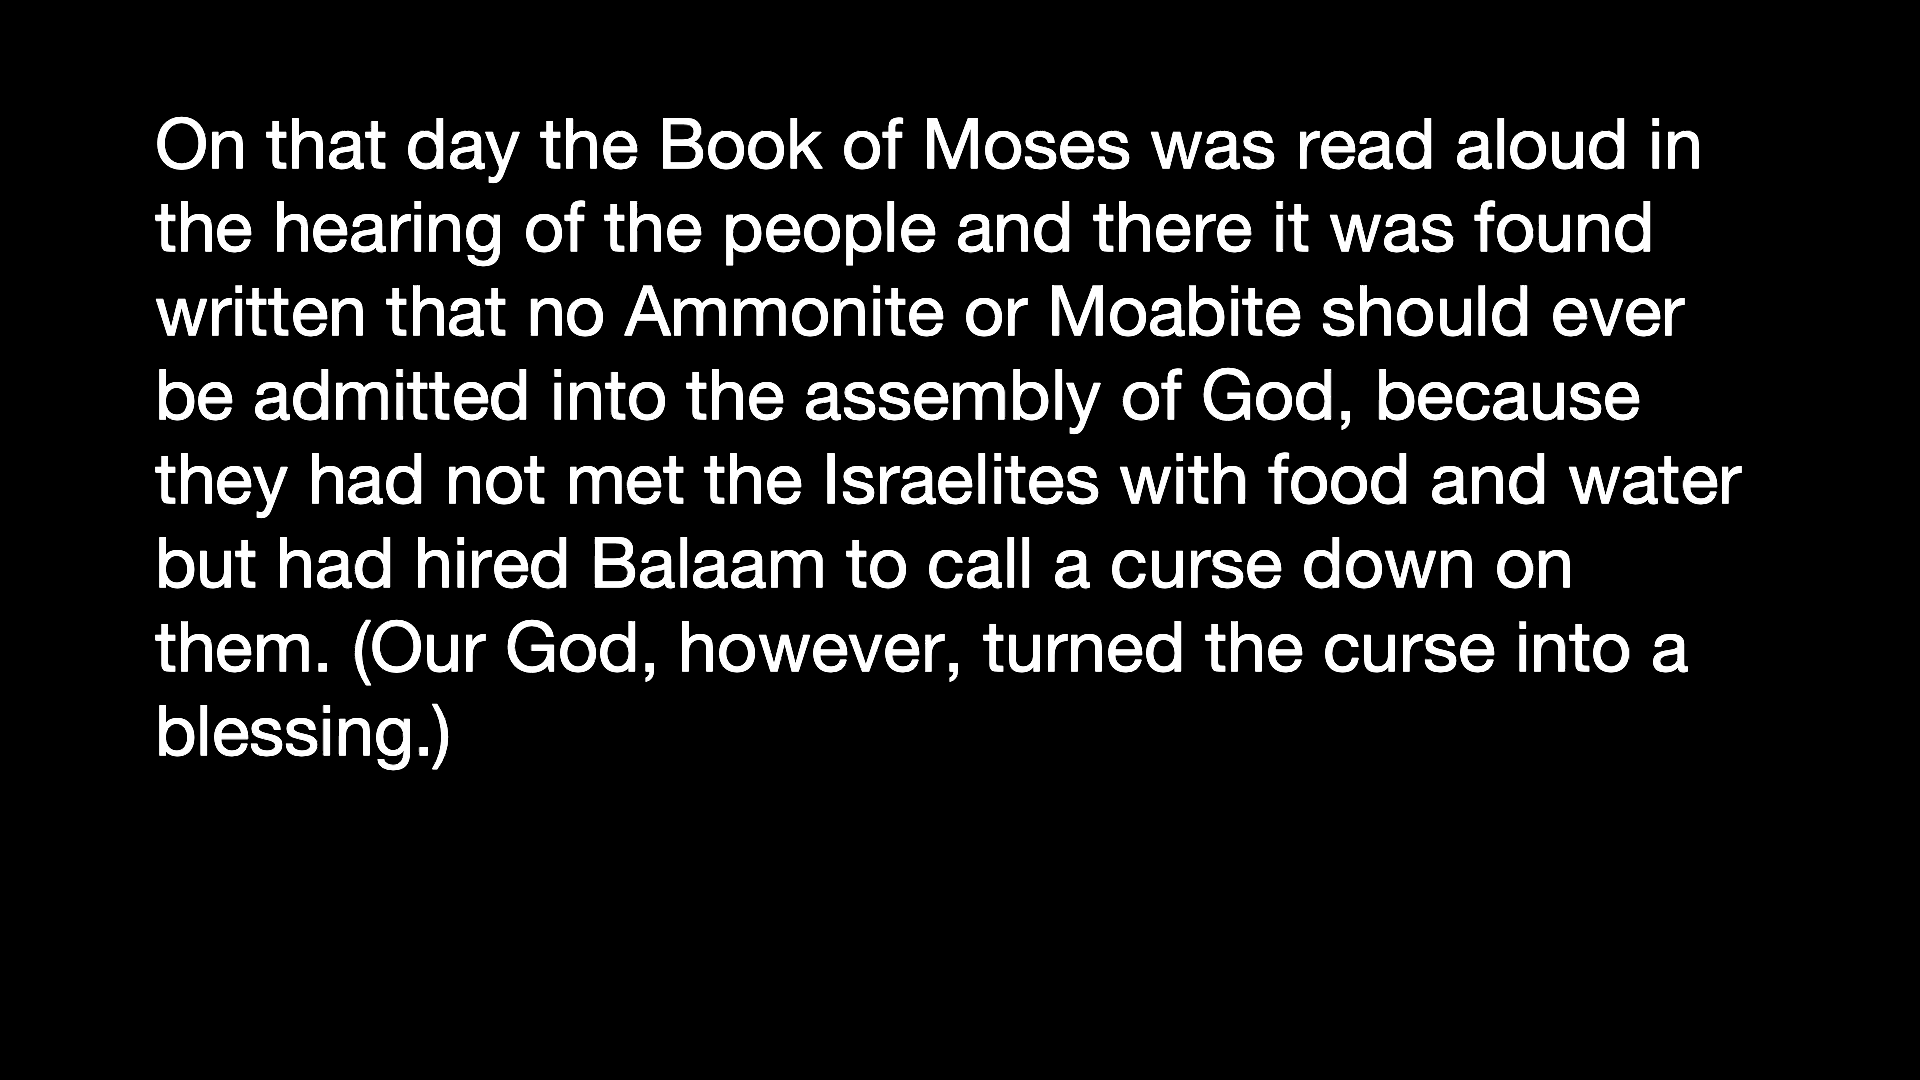 On that day the Book of Moses was read aloud in
the hearing of the people and there it was found
written that no Ammonite or Moabite should ever
be admitted into the assembly of God, because
they had not met the Israelites with food and water
but had hired Balaam to call a curse down on
them. (Our God, however, turned the curse into a
blessing.)